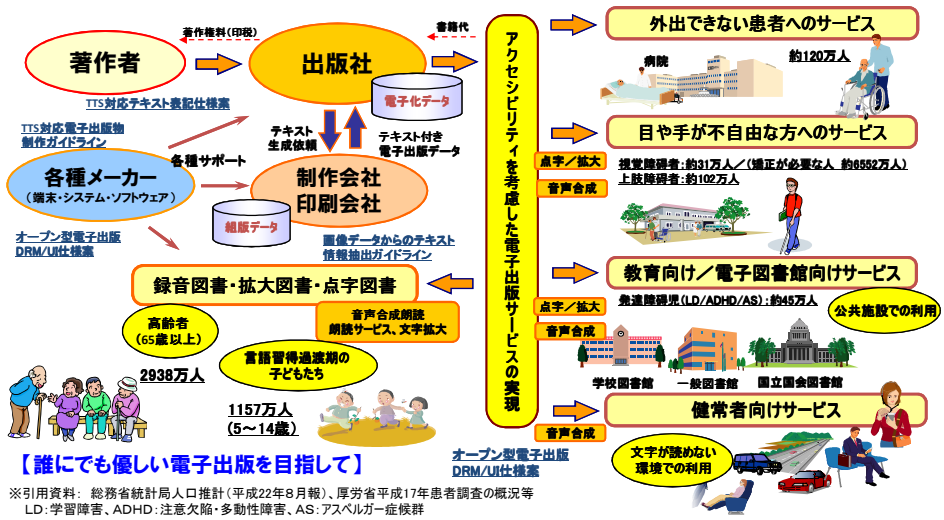 著作者
著作権料(印税)
出版社
電子化データ
書籍代
TTS対応テキスト表記仕様案
TTS対応電子出版物
制作ガイドライン
各種サポート
テキスト
生成依頼
テキスト付き
電子出版データ
各種メーカー
(端末・システム・ソフトウェア)
制作会社
印刷会社
組版データ
オープン型電子出版
DRM/UI仕様案
画像データからのテキスト
情報抽出ガイドライン
録音図書・拡大図書・点字図書
音声合成朗読
朗読サービス、文字拡大
高齢者
(65歳以上)
2938万人
言語習得過渡期の
子どもたち
1157万人
(5～14歳)
アクセシビリティを考慮した電子出版サービスの実現
外出できない患者へのサービス
病院
約120万人
目や手が不自由な方へのサービス
点字/拡大
音声合成
視覚障碍者:約31万人/(矯正が必要な人 約6552万人)
上肢障碍者:約102万人
教育向け/電子図書館向けサービス
点字/拡大
音声合成
発達障碍児(LD/ADHD/AS):約45万人
公共施設での利用
学校図書館
一般図書館
国立国会図書館
健常者向けサービス
音声合成
文字が読めない
環境での利用
オープン型電子出版
DRM/UI仕様案
【誰にでも優しい電子出版を目指して】
※引用資料: 総務省統計局人口推計(平成22年8月報)、厚労省平成17年患者調査の概況等
LD:学習障害、ADHD:注意欠陥・多動性障害、AS:アスペルガー症候群